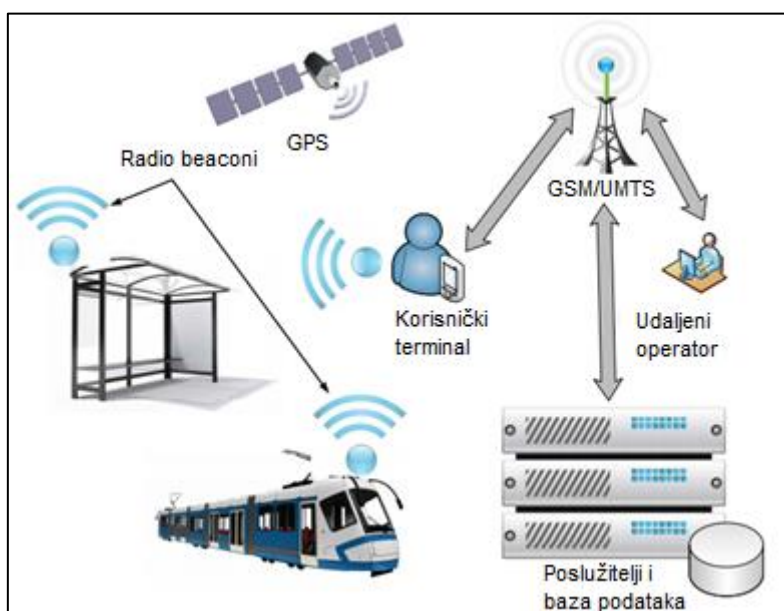 GPS
Radio beaconi
GSM/UMTS
Korisnički
terminal
Udaljeni
operator
Poslužitelji i
baza podataka